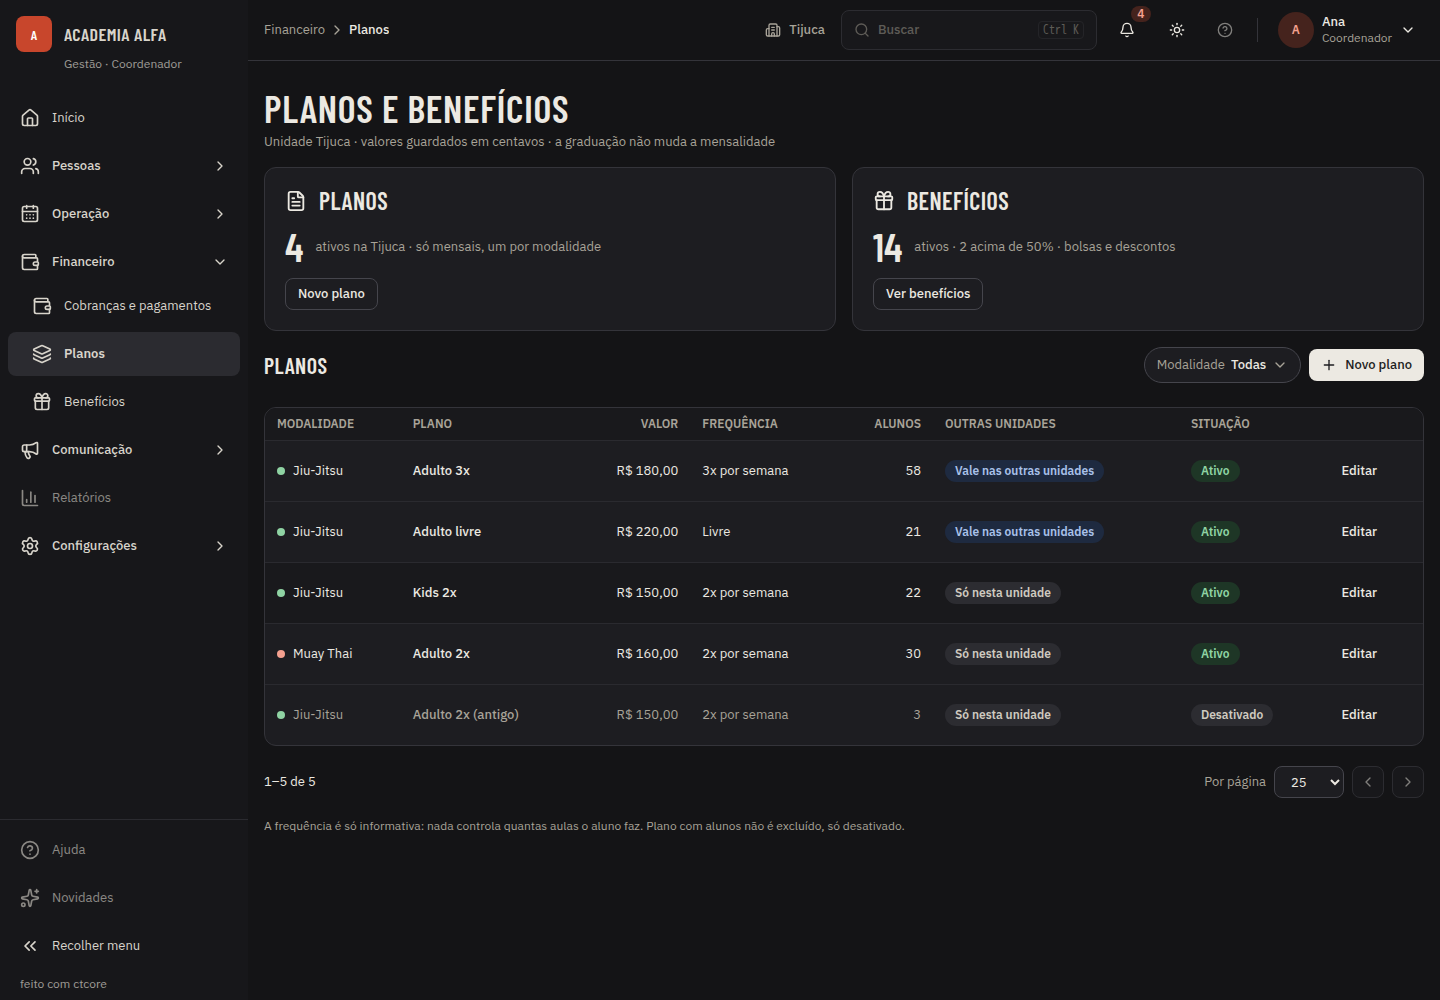 A
ACADEMIA ALFA
Gestão · Coordenador
Início
Pessoas
Operação
Financeiro
Cobranças e pagamentos
Planos
Benefícios
Comunicação
Relatórios
Configurações
Ajuda
Novidades
Recolher menu
feito com ctcore
Financeiro > Planos
Tijuca
Buscar
Ctrl K
4
A
Ana
Coordenador
PLANOS E BENEFÍCIOS
Unidade Tijuca · valores guardados em centavos · a graduação não muda a mensalidade
PLANOS
4 ativos na Tijuca · só mensais, um por modalidade
Novo plano
BENEFÍCIOS
14 ativos · 2 acima de 50% · bolsas e descontos
Ver benefícios
PLANOS
Modalidade Todas
Novo plano
MODALIDADE PLANO VALOR FREQUÊNCIA ALUNOS OUTRAS UNIDADES SITUAÇÃO
Jiu-Jitsu Adulto 3x R$ 180,00 3x por semana 58 Vale nas outras unidades Ativo Editar
Jiu-Jitsu Adulto livre R$ 220,00 Livre 21 Vale nas outras unidades Ativo Editar
Jiu-Jitsu Kids 2x R$ 150,00 2x por semana 22 Só nesta unidade Ativo Editar
Muay Thai Adulto 2x R$ 160,00 2x por semana 30 Só nesta unidade Ativo Editar
Jiu-Jitsu Adulto 2x (antigo) R$ 150,00 2x por semana 3 Só nesta unidade Desativado Editar
1–5 de 5
Por página 25
A frequência é só informativa: nada controla quantas aulas o aluno faz. Plano com alunos não é excluído, só desativado.